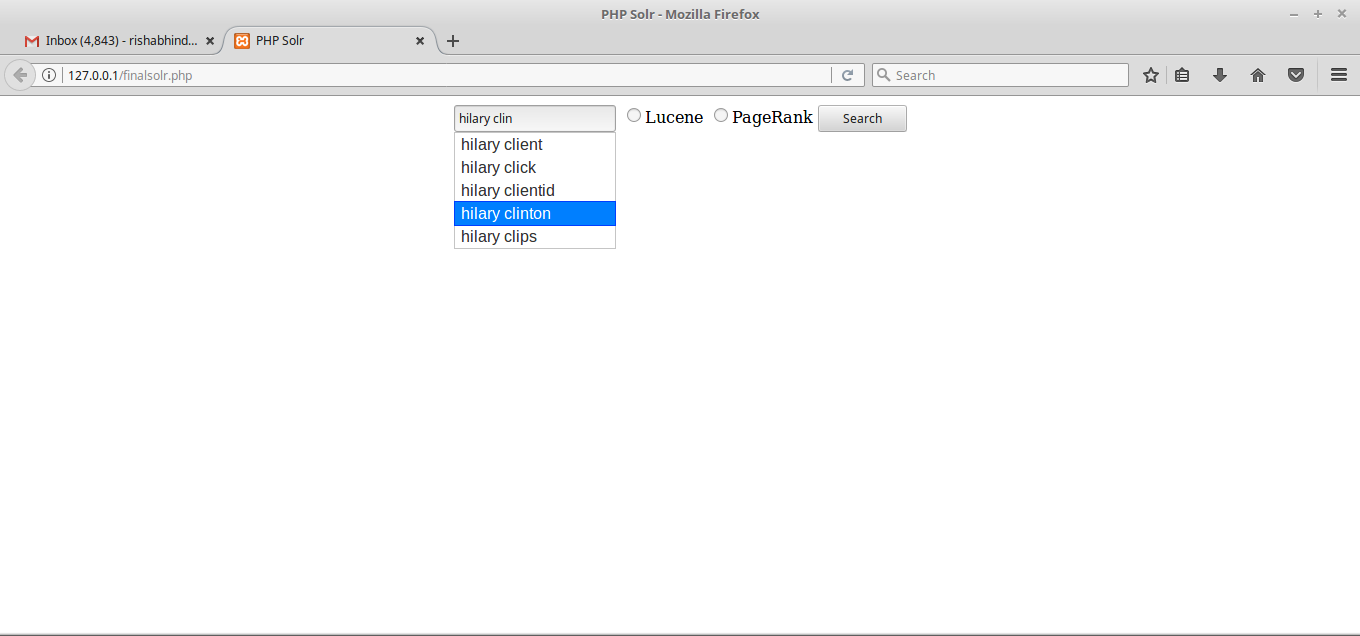 PHP Solr - Mozilla Firefox
Inbox (4,843) - rishabhind... PHP Solr
127.0.0.1/finalsolr.php Search
hilary clin Lucene PageRank Search
hilary client
hilary click
hilary clientid
hilary clinton
hilary clips